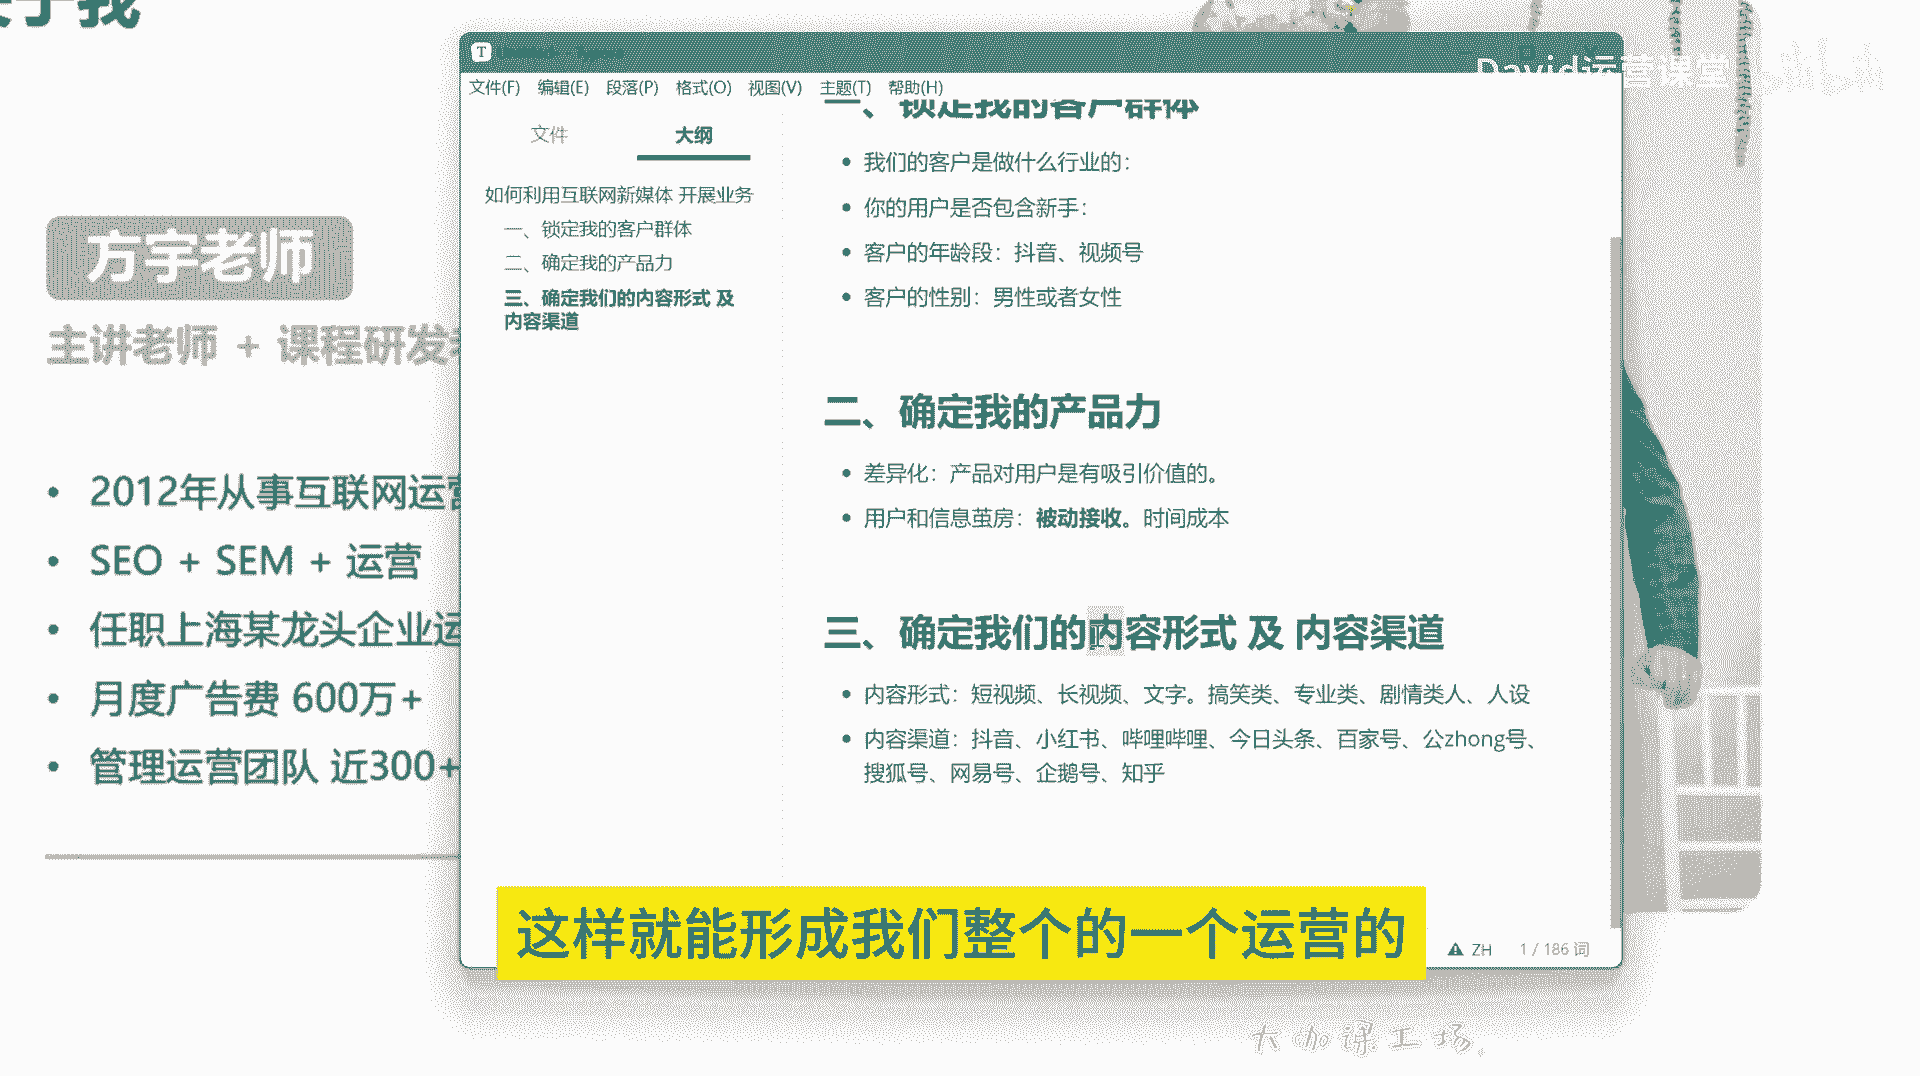 关于我
方宇老师
主讲老师 + 课程研发
2012年从事互联网运营
SEO + SEM + 运营
任职上海某龙头企业运
月度广告费 600万+
管理运营团队 近300+
David运营课堂
文件(F) 编辑(E) 段落(P) 格式(O) 视图(V) 主题(T) 帮助(H)
文件 大纲
如何利用互联网新媒体 开展业务
一、锁定我的客户群体
二、确定我的产品力
三、确定我们的内容形式 及
内容渠道
一、锁定我的客户群体
我们的客户是做什么行业的：
你的用户是否包含新手：
客户的年龄段：抖音、视频号
客户的性别：男性或者女性
二、确定我的产品力
差异化：产品对用户是有吸引价值的。
用户和信息茧房：被动接收。时间成本
三、确定我们的内容形式 及 内容渠道
内容形式：短视频、长视频、文字。搞笑类、专业类、剧情类人、人设
内容渠道：抖音、小红书、哔哩哔哩、今日头条、百家号、公zhong号、
搜狐号、网易号、企鹅号、知乎
这样就能形成我们整个的一个运营的
ZH 1 / 186 词
大咖课工场。